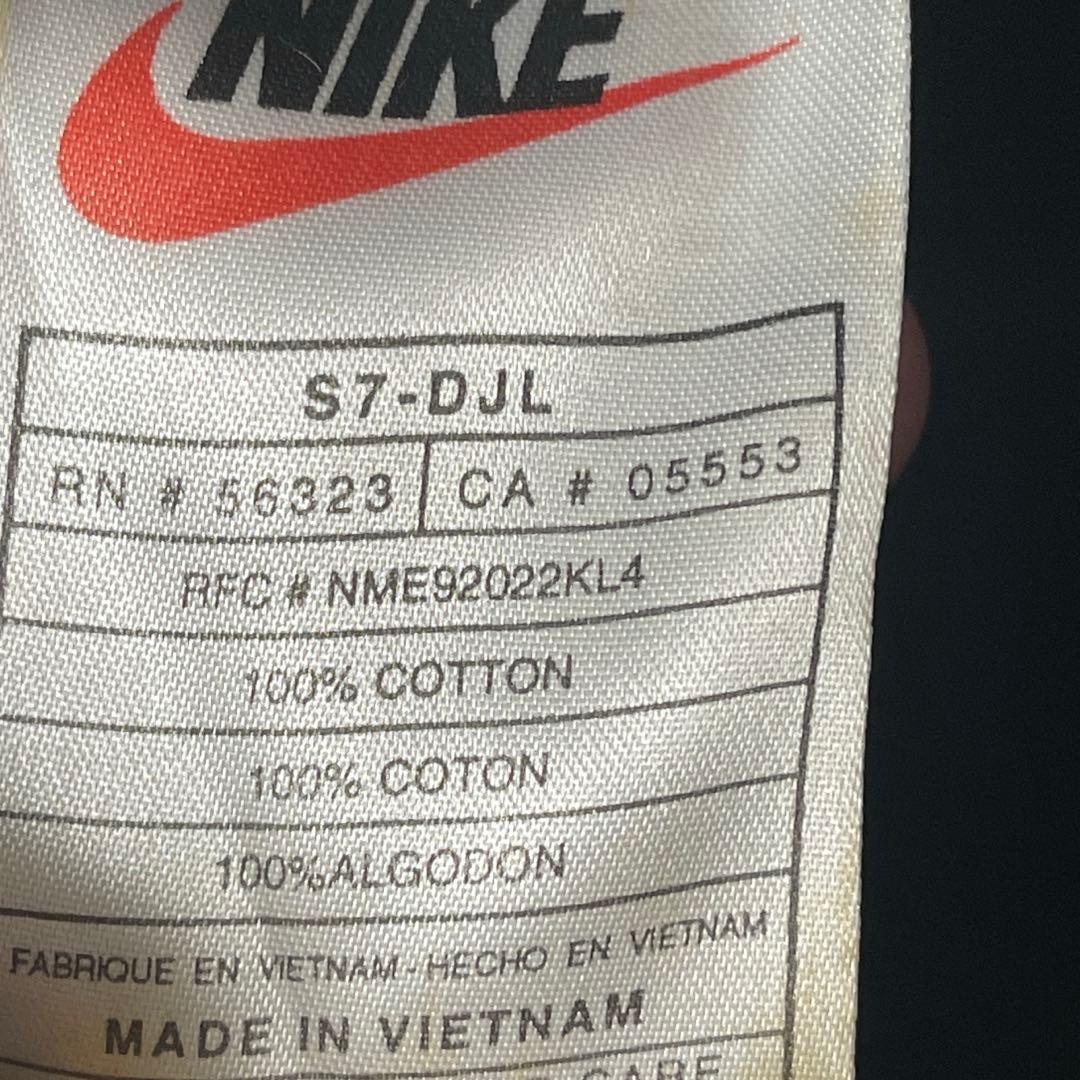 NIKE
S7-DJL
RN # 56323 CA # 05553
RFC # NME92022KL4
100% COTTON
100% COTON
100%ALGODON
FABRIQUE EN VIETNAM - HECHO EN VIETNAM
MADE IN VIETNAM
CARE